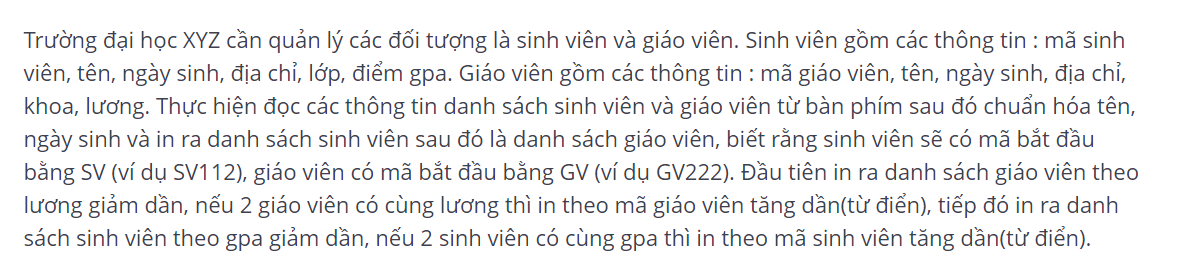 Trường đại học XYZ cần quản lý các đối tượng là sinh viên và giáo viên. Sinh viên gồm các thông tin : mã sinh
viên, tên, ngày sinh, địa chỉ, lớp, điểm gpa. Giáo viên gồm các thông tin : mã giáo viên, tên, ngày sinh, địa chỉ,
khoa, lương. Thực hiện đọc các thông tin danh sách sinh viên và giáo viên từ bàn phím sau đó chuẩn hóa tên,
ngày sinh và in ra danh sách sinh viên sau đó là danh sách giáo viên, biết rằng sinh viên sẽ có mã bắt đầu
bằng SV (ví dụ SV112), giáo viên có mã bắt đầu bằng GV (ví dụ GV222). Đầu tiên in ra danh sách giáo viên theo
lương giảm dần, nếu 2 giáo viên có cùng lương thì in theo mã giáo viên tăng dần(từ điển), tiếp đó in ra danh
sách sinh viên theo gpa giảm dần, nếu 2 sinh viên có cùng gpa thì in theo mã sinh viên tăng dần(từ điển).